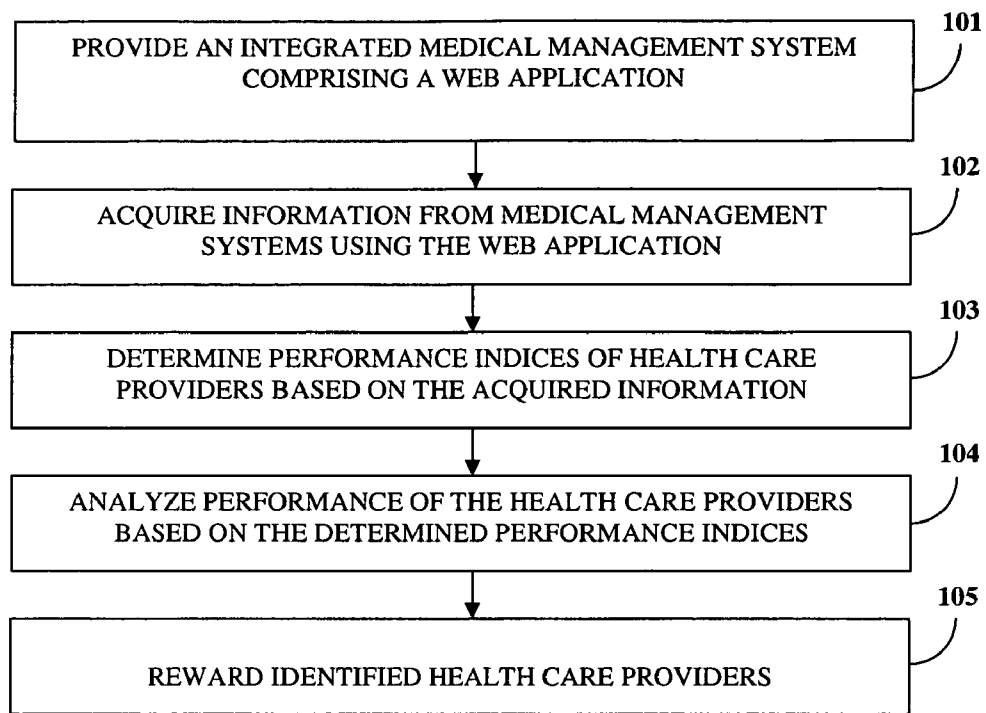 101
PROVIDE AN INTEGRATED MEDICAL MANAGEMENT SYSTEM
COMPRISING A WEB APPLICATION
102
ACQUIRE INFORMATION FROM MEDICAL MANAGEMENT
SYSTEMS USING THE WEB APPLICATION
103
DETERMINE PERFORMANCE INDICES OF HEALTH CARE
PROVIDERS BASED ON THE ACQUIRED INFORMATION
104
ANALYZE PERFORMANCE OF THE HEALTH CARE PROVIDERS
BASED ON THE DETERMINED PERFORMANCE INDICES
105
REWARD IDENTIFIED HEALTH CARE PROVIDERS